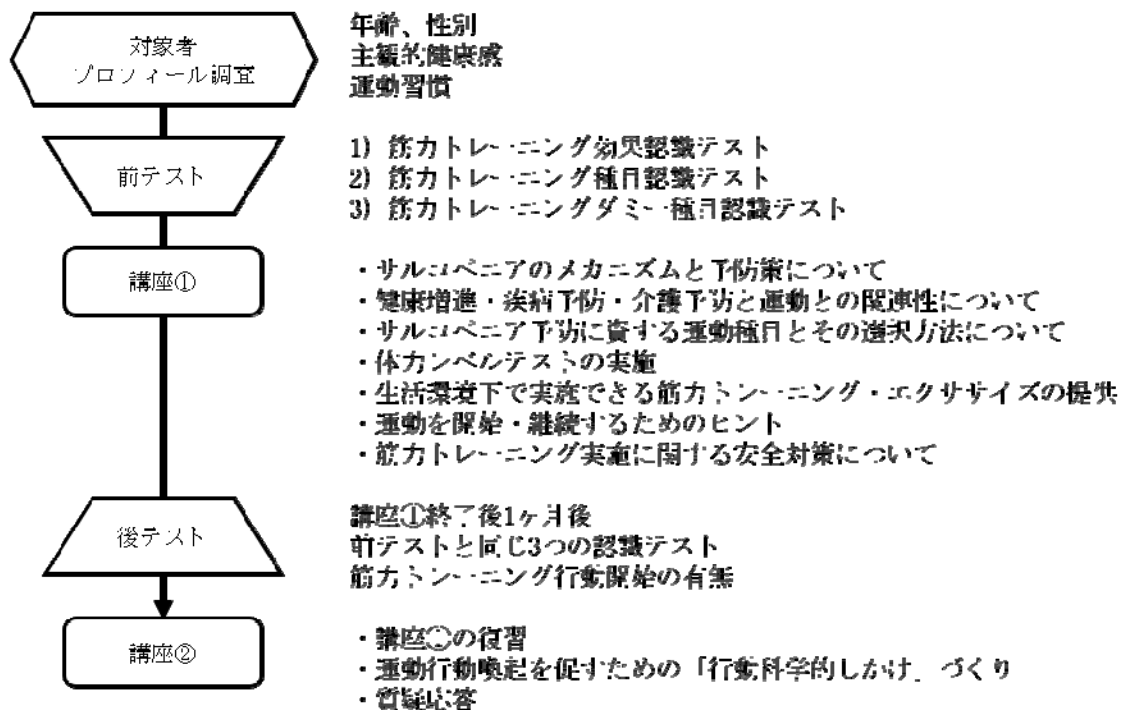 対象者
プロフィール調査
年齢、性別
主観的健康感
運動習慣
前テスト
1) 筋力トレーニング効果認識テスト
2) 筋力トレーニング種目認識テスト
3) 筋力トレーニングダミー種目認識テスト
講座①
・サルコペニアのメカニズムと予防策について
・健康増進・疾病予防・介護予防と運動との関連性について
・サルコペニア予防に資する運動種目とその選択方法について
・体力レベルテストの実施
・生活環境下で実施できる筋力トレーニング・エクササイズの提供
・運動を開始・継続するためのヒント
・筋力トレーニング実施に関する安全対策について
後テスト
講座①終了後1ヶ月後
前テストと同じ3つの認識テスト
筋力トレーニング行動開始の有無
講座②
・講座①の復習
・運動行動喚起を促すための「行動科学的しかけ」づくり
・質疑応答